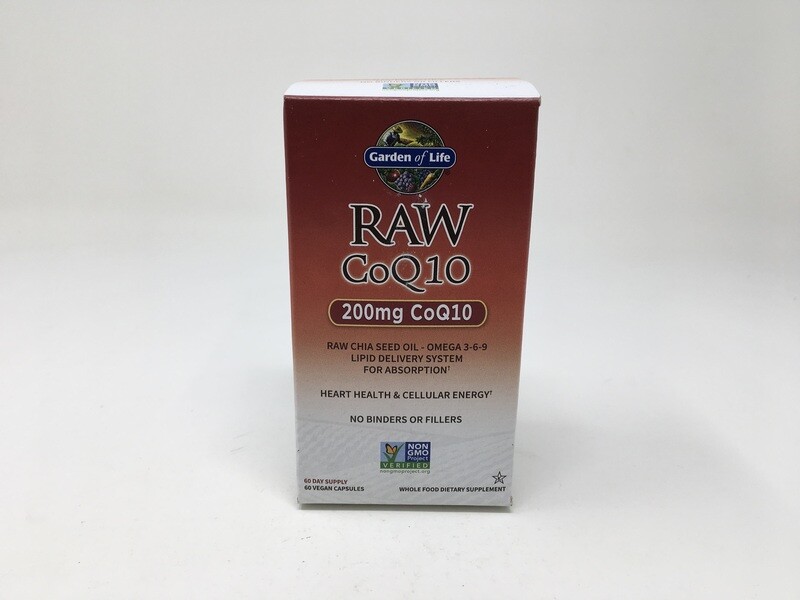 Garden of Life
RAW
CoQ10
200mg CoQ10
RAW CHIA SEED OIL - OMEGA 3-6-9
LIPID DELIVERY SYSTEM
FOR ABSORPTION†
HEART HEALTH & CELLULAR ENERGY†
NO BINDERS OR FILLERS
NON
GMO
Project
VERIFIED
nongmoproject.org
60 DAY SUPPLY
60 VEGAN CAPSULES
WHOLE FOOD DIETARY SUPPLEMENT